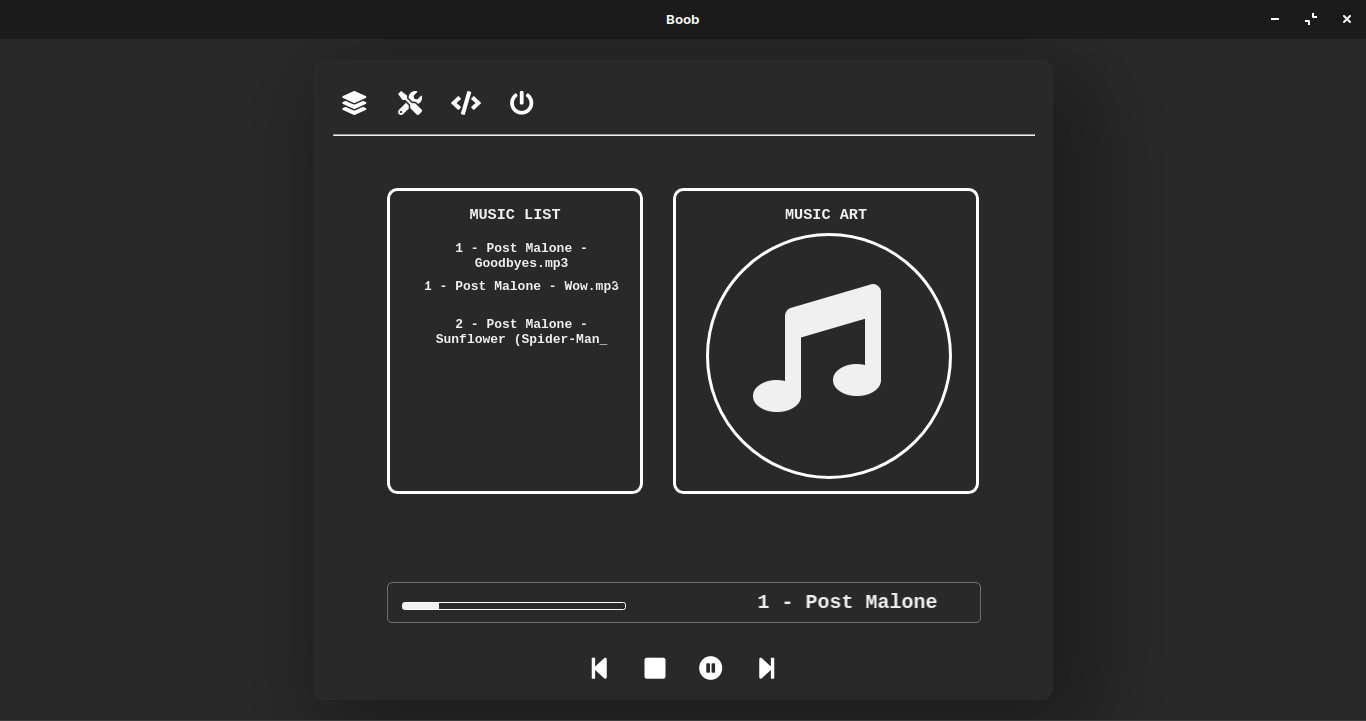 Boob
MUSIC LIST
1 - Post Malone -
Goodbyes.mp3
1 - Post Malone - Wow.mp3
2 - Post Malone -
Sunflower (Spider-Man_
MUSIC ART
1 - Post Malone